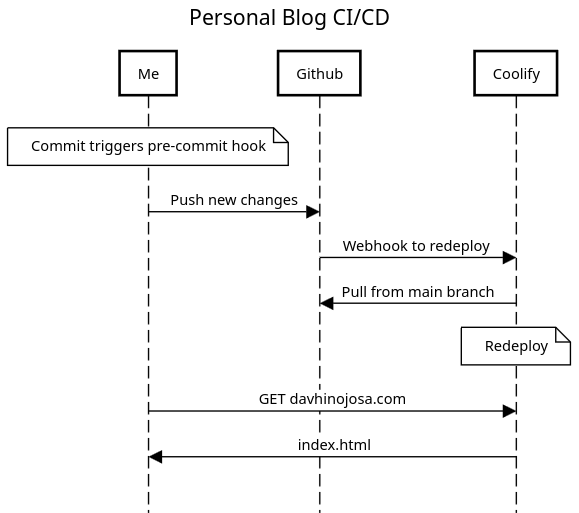 Personal Blog CI/CD
Me
Github
Coolify
Commit triggers pre-commit hook
Push new changes
Webhook to redeploy
Pull from main branch
Redeploy
GET davhinojosa.com
index.html